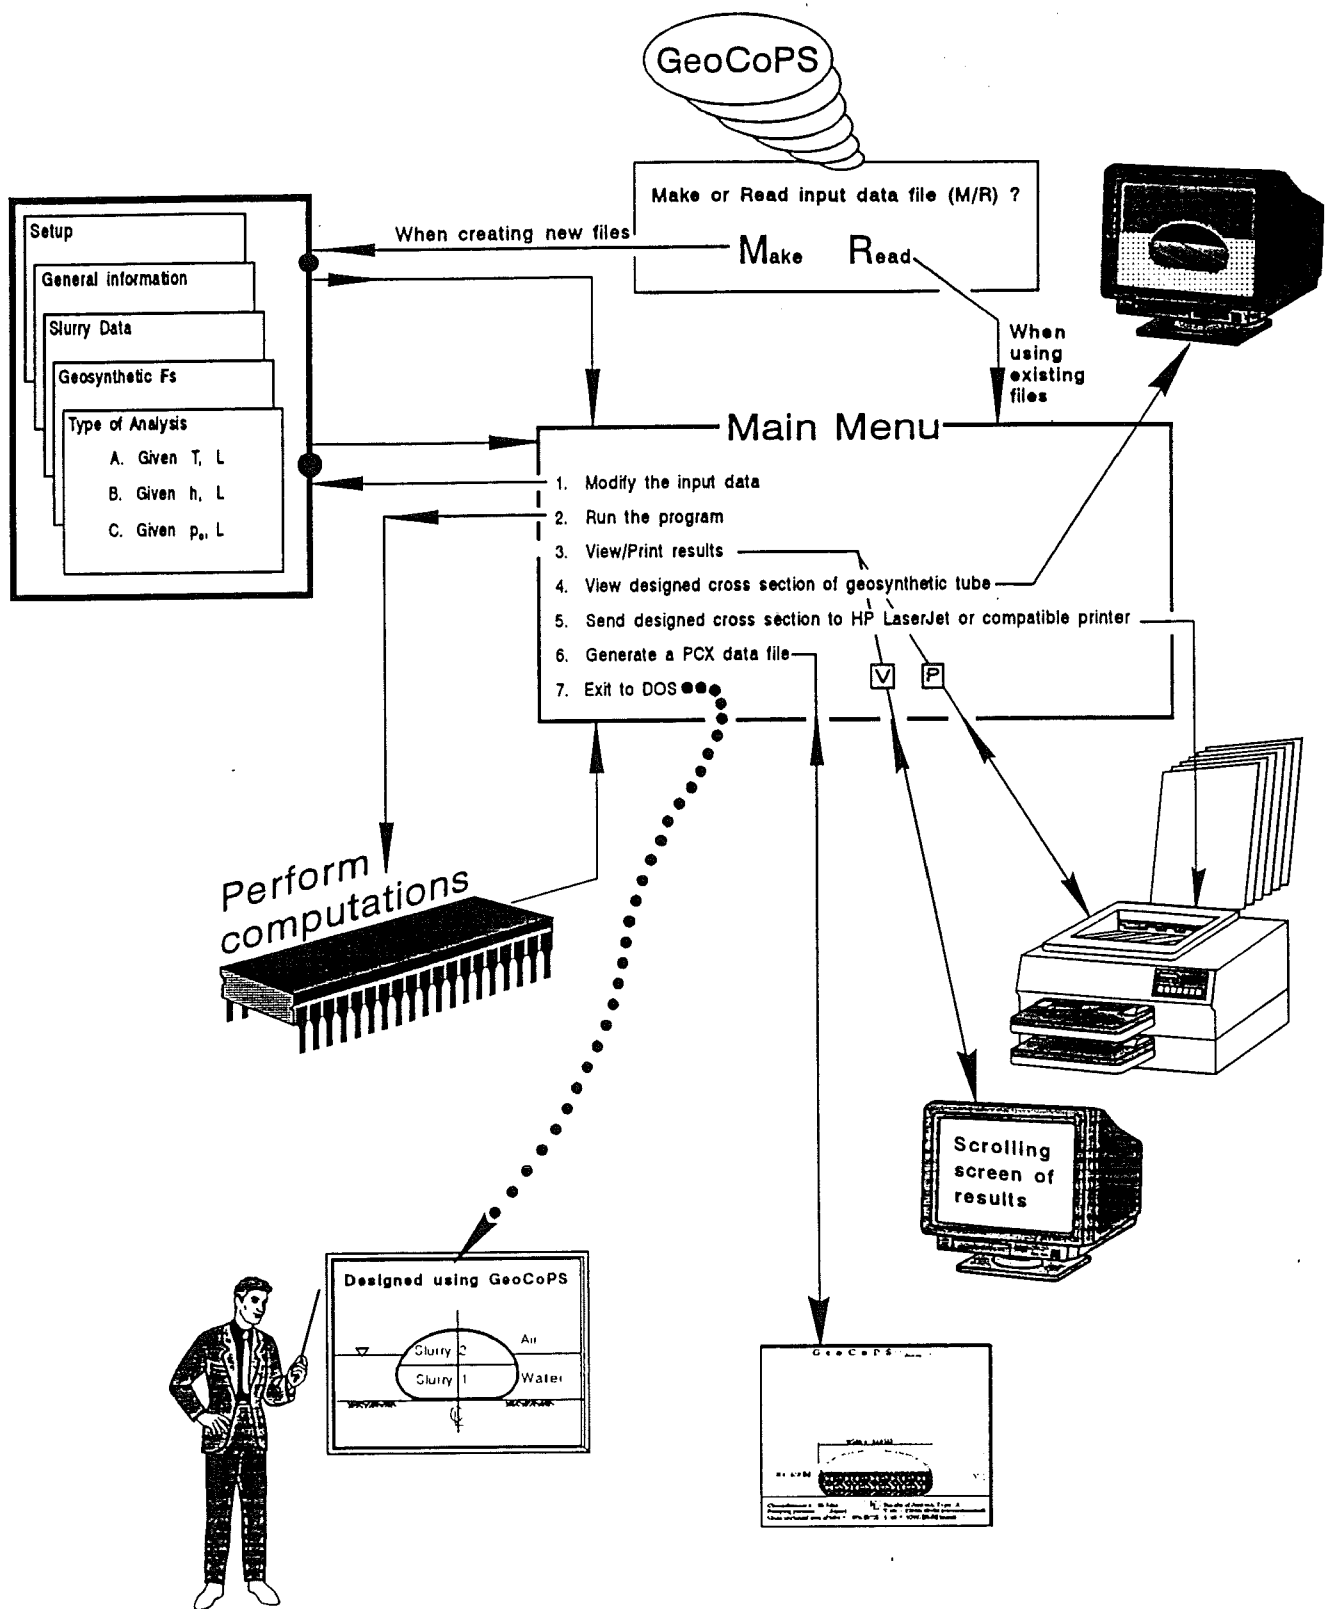 GeoCoPS
Make or Read input data file (M/R) ?
Make Read
When creating new files
When
using
existing
files
Setup
General information
Slurry Data
Geosynthetic Fs
Type of Analysis
A. Given T, L
B. Given h, L
C. Given pₒ, L
Main Menu
1. Modify the input data
2. Run the program
3. View/Print results
4. View designed cross section of geosynthetic tube
5. Send designed cross section to HP LaserJet or compatible printer
6. Generate a PCX data file
7. Exit to DOS
V P
Perform
computations
Scrolling
screen of
results
Designed using GeoCoPS
Air
Slurry 2
Slurry 1
Water
GeoCoPS